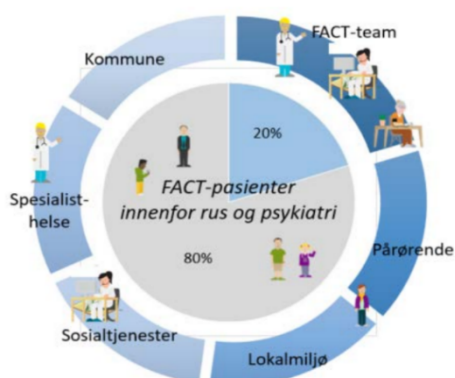 FACT-team
Kommune
20%
FACT-pasienter
innenfor rus og psykiatri
Spesialist-
helse
Pårørende
80%
Sosialtjenester
Lokalmiljø